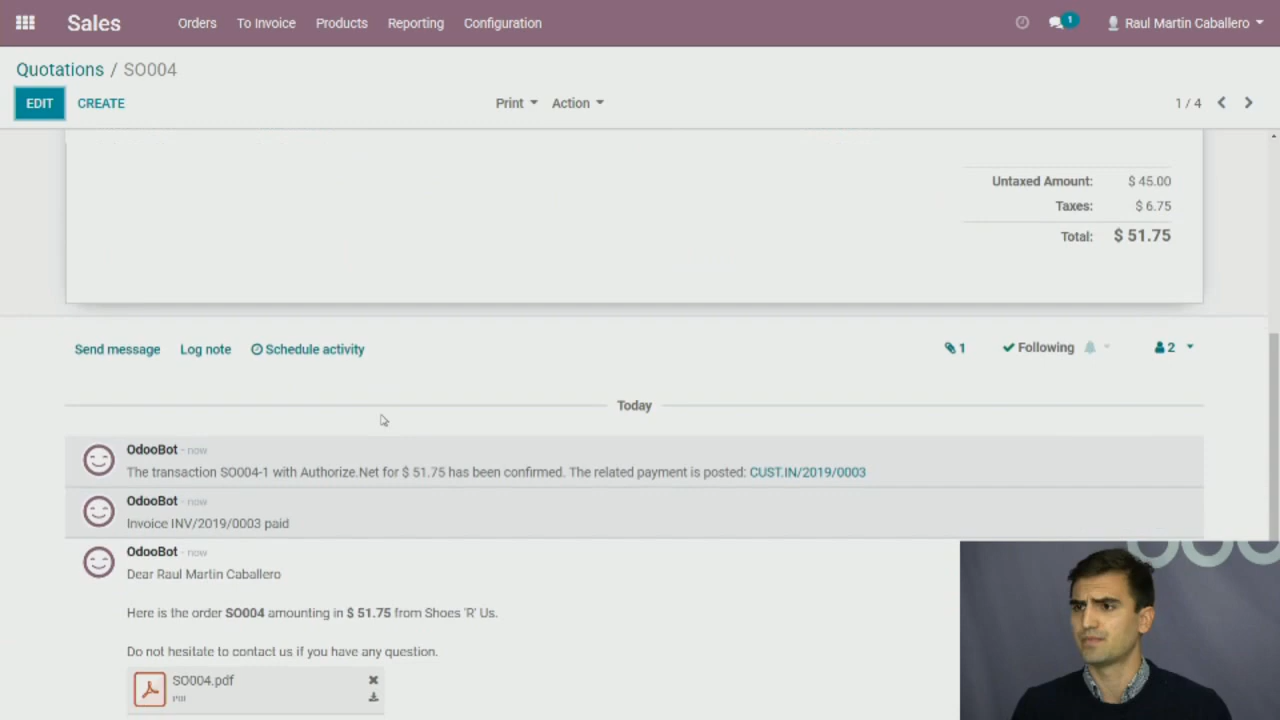 Sales Orders To Invoice Products Reporting Configuration 1 Raul Martin Caballero
Quotations / SO004
EDIT CREATE Print Action 1 / 4
Untaxed Amount: $ 45.00
Taxes: $ 6.75
Total: $ 51.75
Send message Log note Schedule activity 1 Following 2
Today
OdooBot - now
The transaction SO004-1 with Authorize.Net for $ 51.75 has been confirmed. The related payment is posted: CUST.IN/2019/0003
OdooBot - now
Invoice INV/2019/0003 paid
OdooBot - now
Dear Raul Martin Caballero
Here is the order SO004 amounting in $ 51.75 from Shoes 'R' Us.
Do not hesitate to contact us if you have any question.
SO004.pdf
PDF